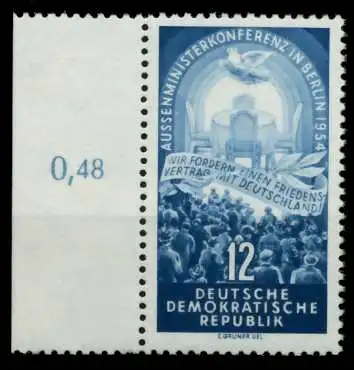 AUSSENMINISTERKONFERENZ IN BERLIN 1954
0,48
WIR FORDERN EINEN FRIEDENS-
VERTRAG MIT DEUTSCHLAND!
12
DEUTSCHE
DEMOKRATISCHE
REPUBLIK
E.GRUNER DEL.